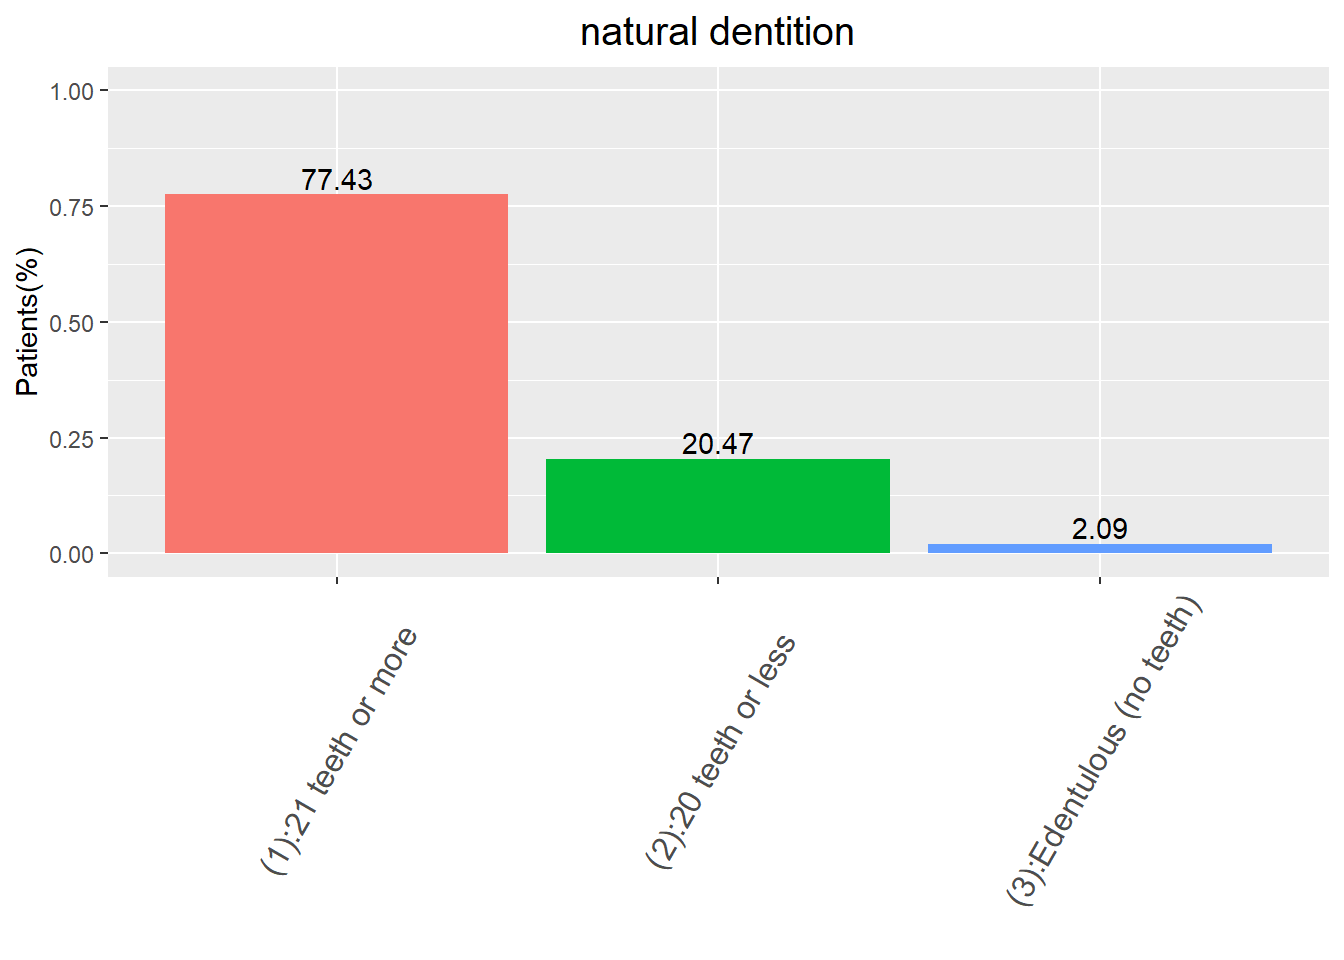 natural dentition
Patients(%)
1.00
0.75
0.50
0.25
0.00
77.43
20.47
2.09
(1):21 teeth or more
(2):20 teeth or less
(3):Edentulous (no teeth)